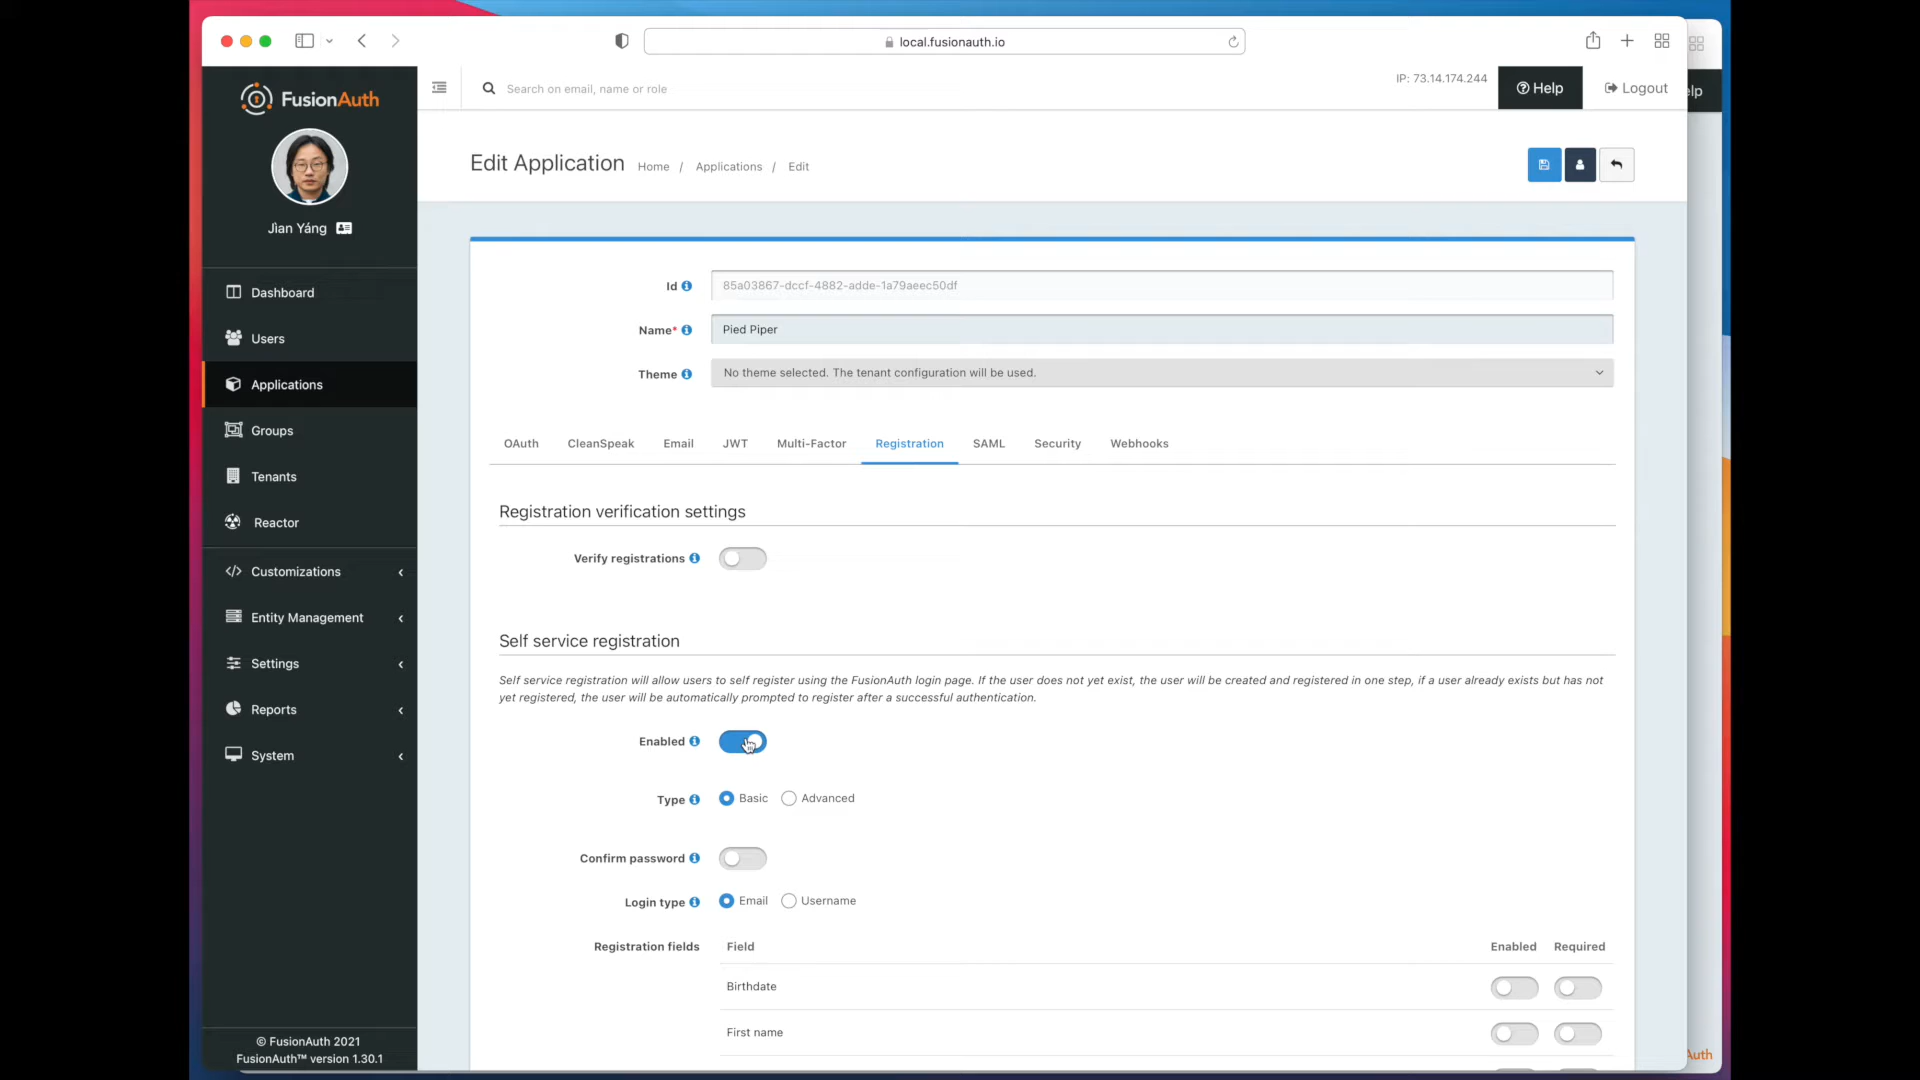 local.fusionauth.io
FusionAuth
Search on email, name or role
IP: 73.14.174.244
Help
Logout
elp
Jìan Yáng
Edit Application
Home / Applications / Edit
Dashboard
Users
Applications
Groups
Tenants
Reactor
Customizations
Entity Management
Settings
Reports
System
© FusionAuth 2021
FusionAuth™ version 1.30.1
Id
85a03867-dccf-4882-adde-1a79aeec50df
Name*
Pied Piper
Theme
No theme selected. The tenant configuration will be used.
OAuth CleanSpeak Email JWT Multi-Factor Registration SAML Security Webhooks
Registration verification settings
Verify registrations
Self service registration
Self service registration will allow users to self register using the FusionAuth login page. If the user does not yet exist, the user will be created and registered in one step, if a user already exists but has not
yet registered, the user will be automatically prompted to register after a successful authentication.
Enabled
Type
Basic Advanced
Confirm password
Login type
Email Username
Registration fields
Field Enabled Required
Birthdate
First name
Auth